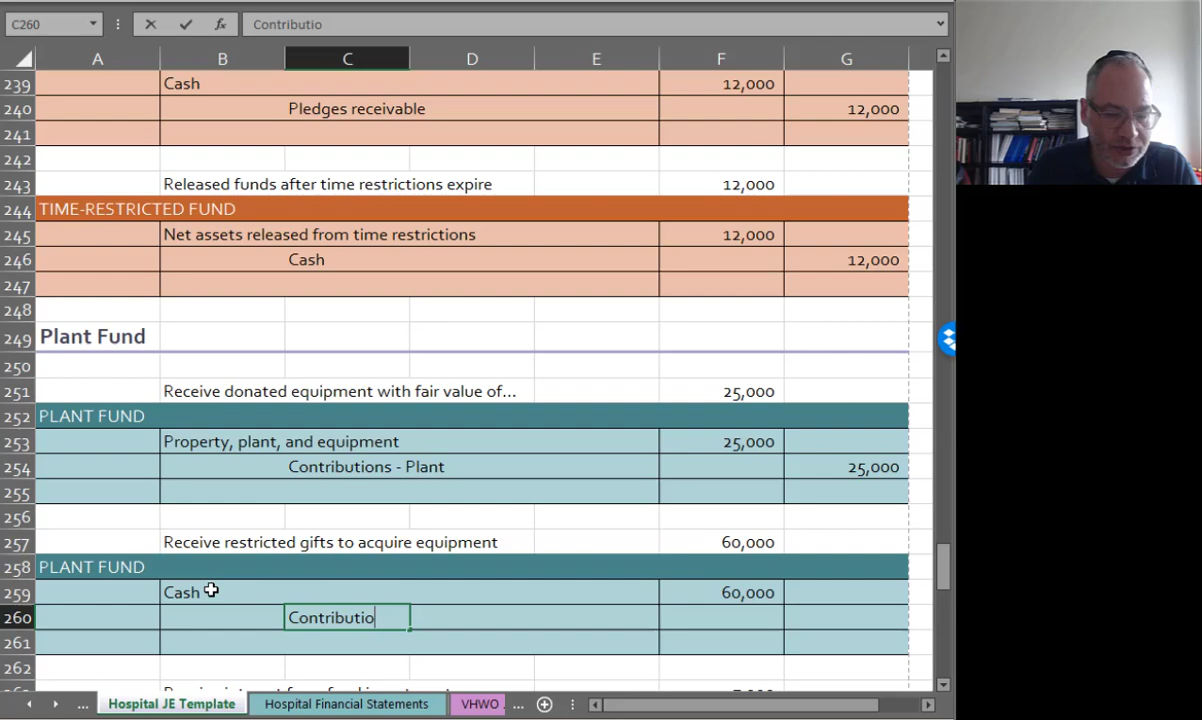 C260 fx Contributio
A B C D E F G
239 Cash 12,000
240 Pledges receivable 12,000
241
242
243 Released funds after time restrictions expire 12,000
244 TIME-RESTRICTED FUND
245 Net assets released from time restrictions 12,000
246 Cash 12,000
247
248
249 Plant Fund
250
251 Receive donated equipment with fair value of... 25,000
252 PLANT FUND
253 Property, plant, and equipment 25,000
254 Contributions - Plant 25,000
255
256
257 Receive restricted gifts to acquire equipment 60,000
258 PLANT FUND
259 Cash 60,000
260 Contributio
261
262
... Hospital JE Template Hospital Financial Statements VHWO ...